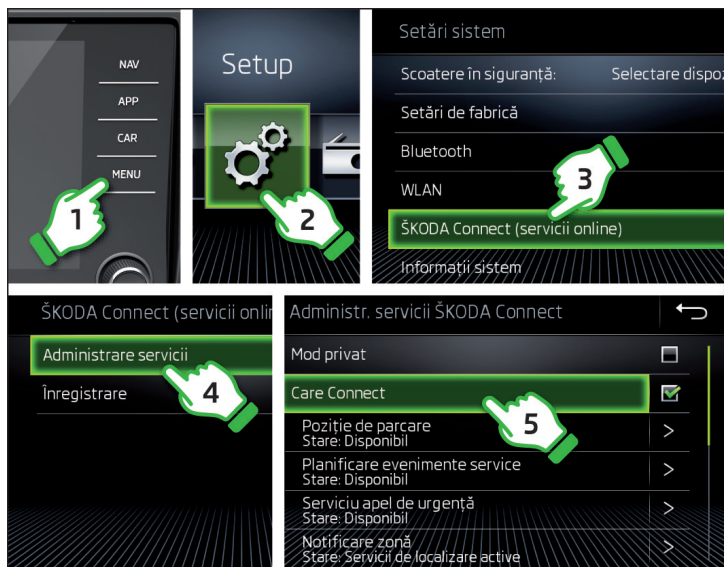 NAV
APP
CAR
MENU
1
Setup
2
Setări sistem
Scoatere în siguranță: Selectare dispoz
Setări de fabrică
Bluetooth
WLAN
3
ŠKODA Connect (servicii online)
Informații sistem
ŠKODA Connect (servicii onlin
Administrare servicii
Înregistrare
4
Administr. servicii ŠKODA Connect
Mod privat
Care Connect
5
Poziție de parcare
Stare: Disponibil
Planificare evenimente service
Stare: Disponibil
Serviciu apel de urgență
Stare: Disponibil
Notificare zonă
Stare: Servicii de localizare active